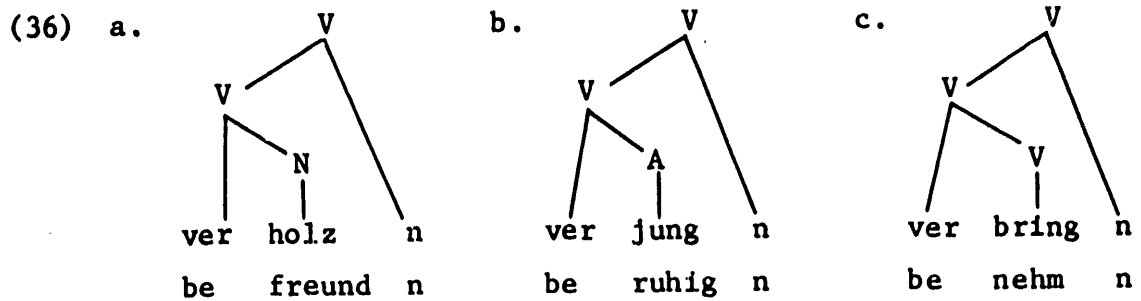 (36) a. b. c.
V V V
V V V
N A V
ver holz n ver jung n ver bring n
be freund n be ruhig n be nehm n